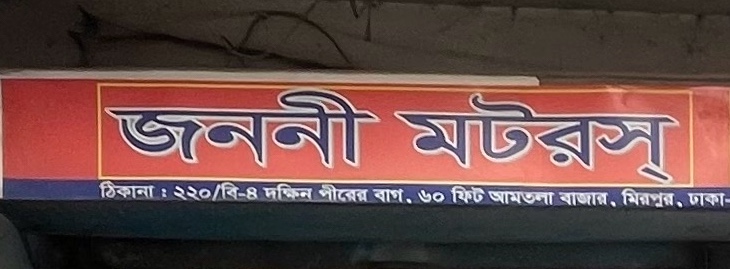 জননী মটরস্
ঠিকানা : ২২০/বি-৪ দক্ষিন পীরের বাগ, ৬০ ফিট আমতলা বাজার, মিরপুর, ঢাকা-